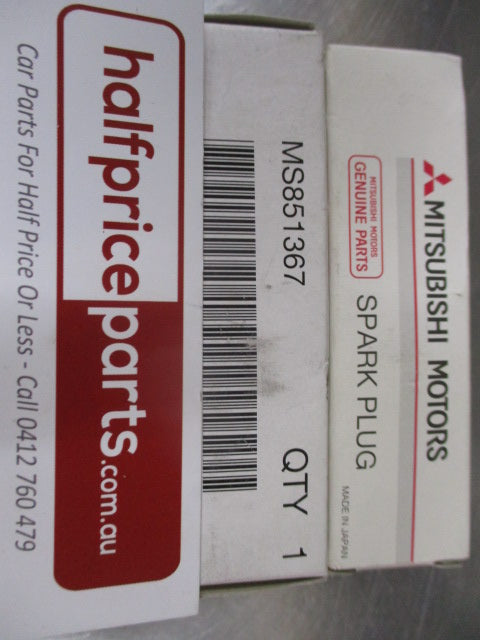 MITSUBISHI MOTORS
MITSUBISHI MOTORS
GENUINE PARTS
SPARK PLUG
MADE IN JAPAN
MS851367 QTY 1
halfpriceparts.com.au
Car Parts For Half Price Or Less - Call 0412 760 479